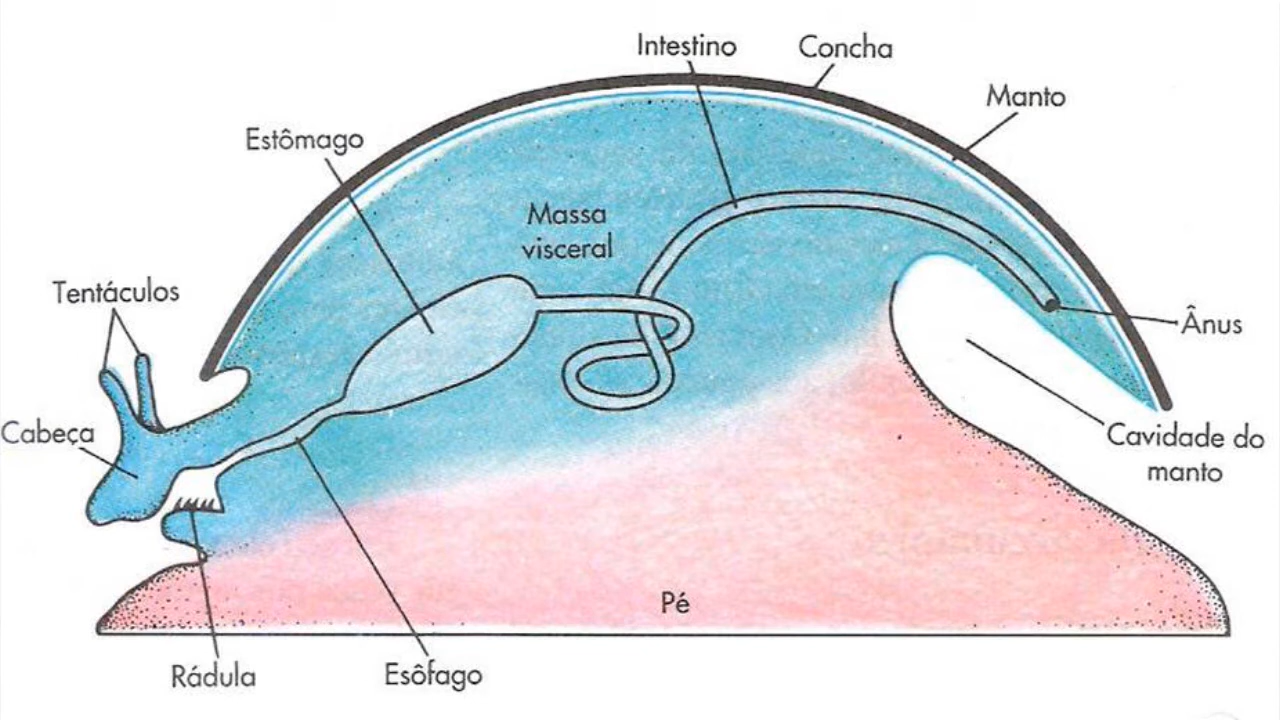 Intestino
Concha
Manto
Estômago
Massa
visceral
Tentáculos
Ânus
Cabeça
Cavidade do
manto
Pé
Rádula
Esôfago